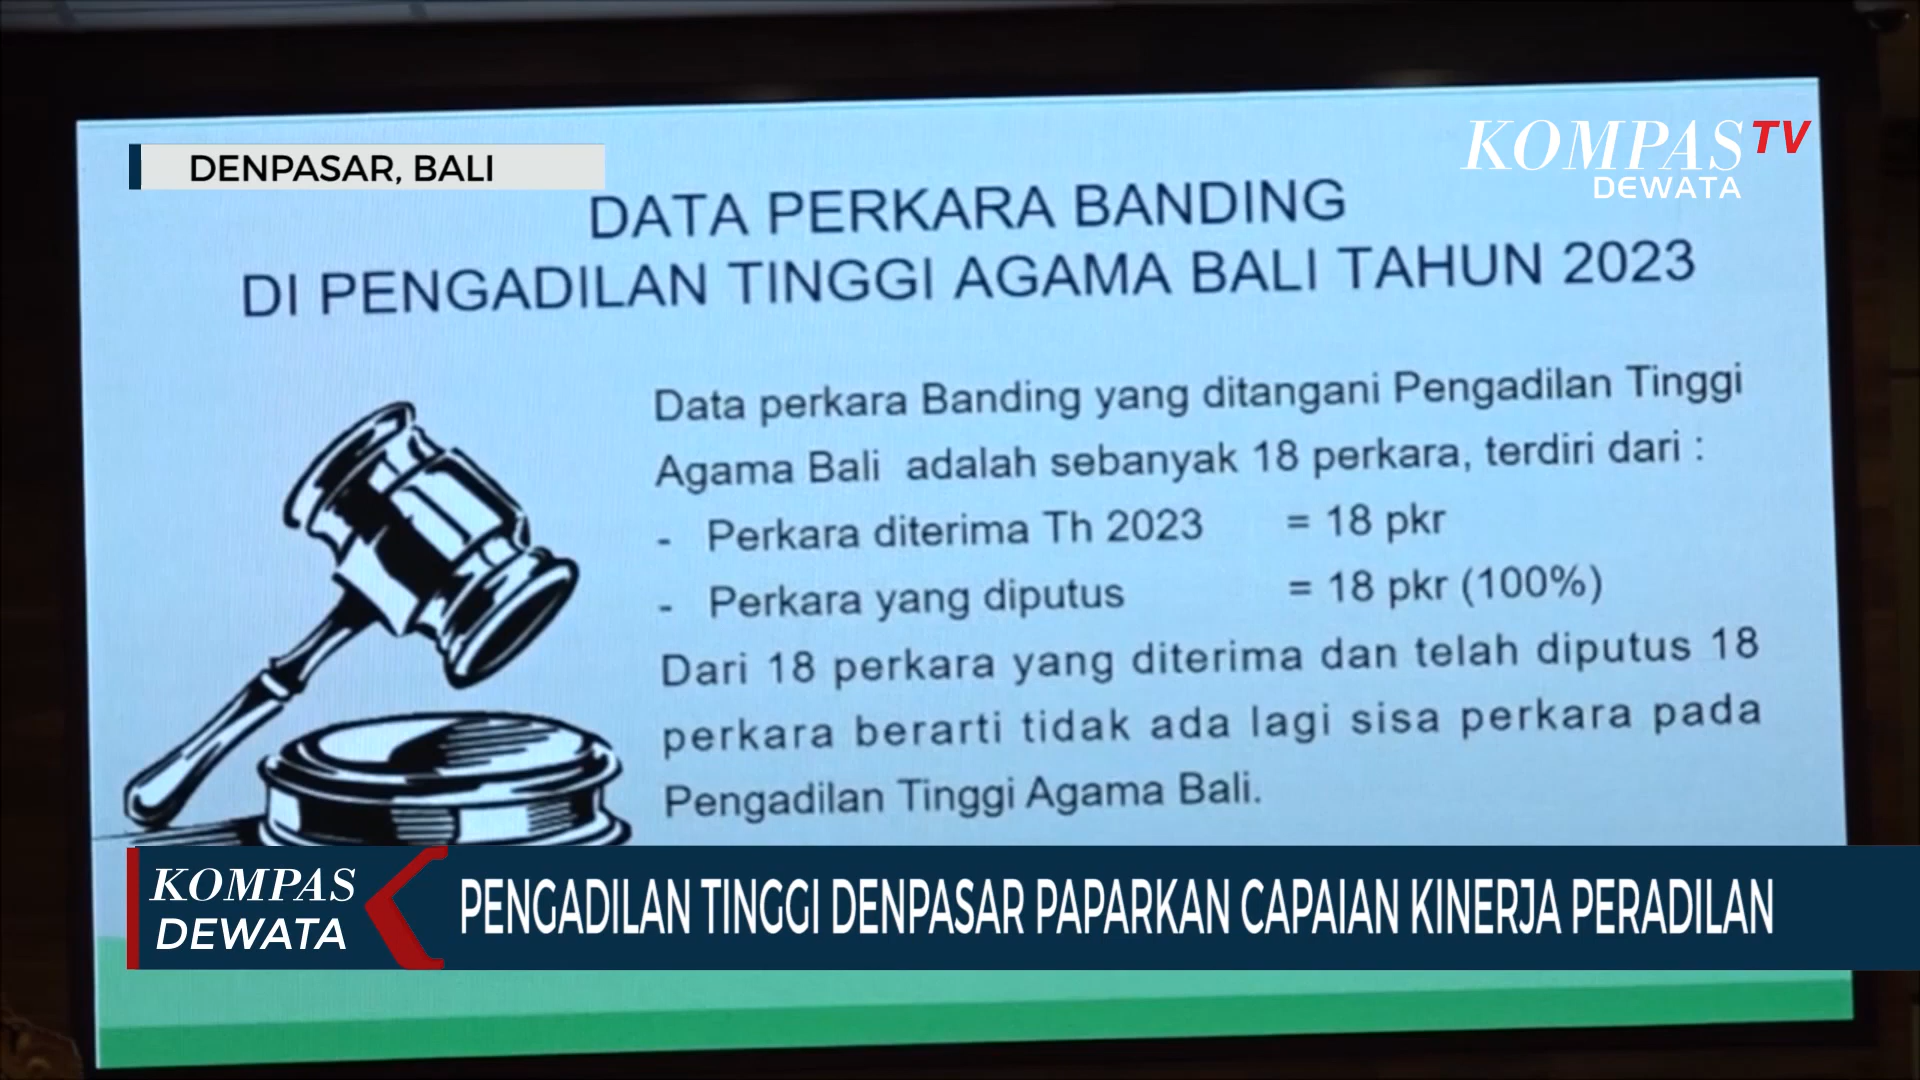 DENPASAR, BALI
KOMPAS TV
DEWATA
DATA PERKARA BANDING
DI PENGADILAN TINGGI AGAMA BALI TAHUN 2023
Data perkara Banding yang ditangani Pengadilan Tinggi
Agama Bali adalah sebanyak 18 perkara, terdiri dari :
- Perkara diterima Th 2023 = 18 pkr
- Perkara yang diputus = 18 pkr (100%)
Dari 18 perkara yang diterima dan telah diputus 18
perkara berarti tidak ada lagi sisa perkara pada
Pengadilan Tinggi Agama Bali.
KOMPAS
DEWATA
PENGADILAN TINGGI DENPASAR PAPARKAN CAPAIAN KINERJA PERADILAN